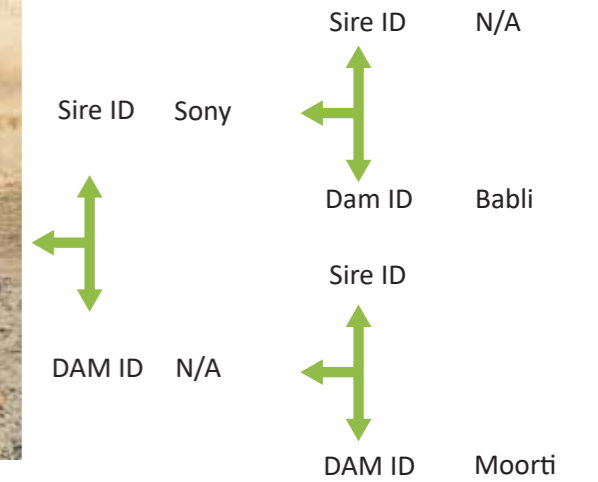 Sire ID N/A
Sire ID Sony
Dam ID Babli
Sire ID
DAM ID N/A
DAM ID Moorti